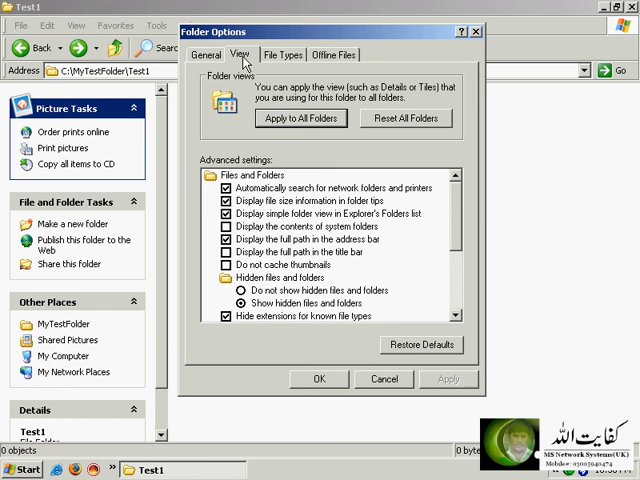 Test1
File Edit View Favorites Tools
Back Search
Address C:\MyTestFolder\Test1 Go
Picture Tasks
Order prints online
Print pictures
Copy all items to CD
File and Folder Tasks
Make a new folder
Publish this folder to the
Web
Share this folder
Other Places
MyTestFolder
Shared Pictures
My Computer
My Network Places
Details
Test1
File Folder
Folder Options
General View File Types Offline Files
Folder views
You can apply the view (such as Details or Tiles) that
you are using for this folder to all folders.
Apply to All Folders Reset All Folders
Advanced settings:
Files and Folders
Automatically search for network folders and printers
Display file size information in folder tips
Display simple folder view in Explorer's Folders list
Display the contents of system folders
Display the full path in the address bar
Display the full path in the title bar
Do not cache thumbnails
Hidden files and folders
Do not show hidden files and folders
Show hidden files and folders
Hide extensions for known file types
Restore Defaults
OK Cancel Apply
0 objects
0 byte
کفایت اللہ
MS Network Systems(UK)
Mobile# 03005940474
Start Test1